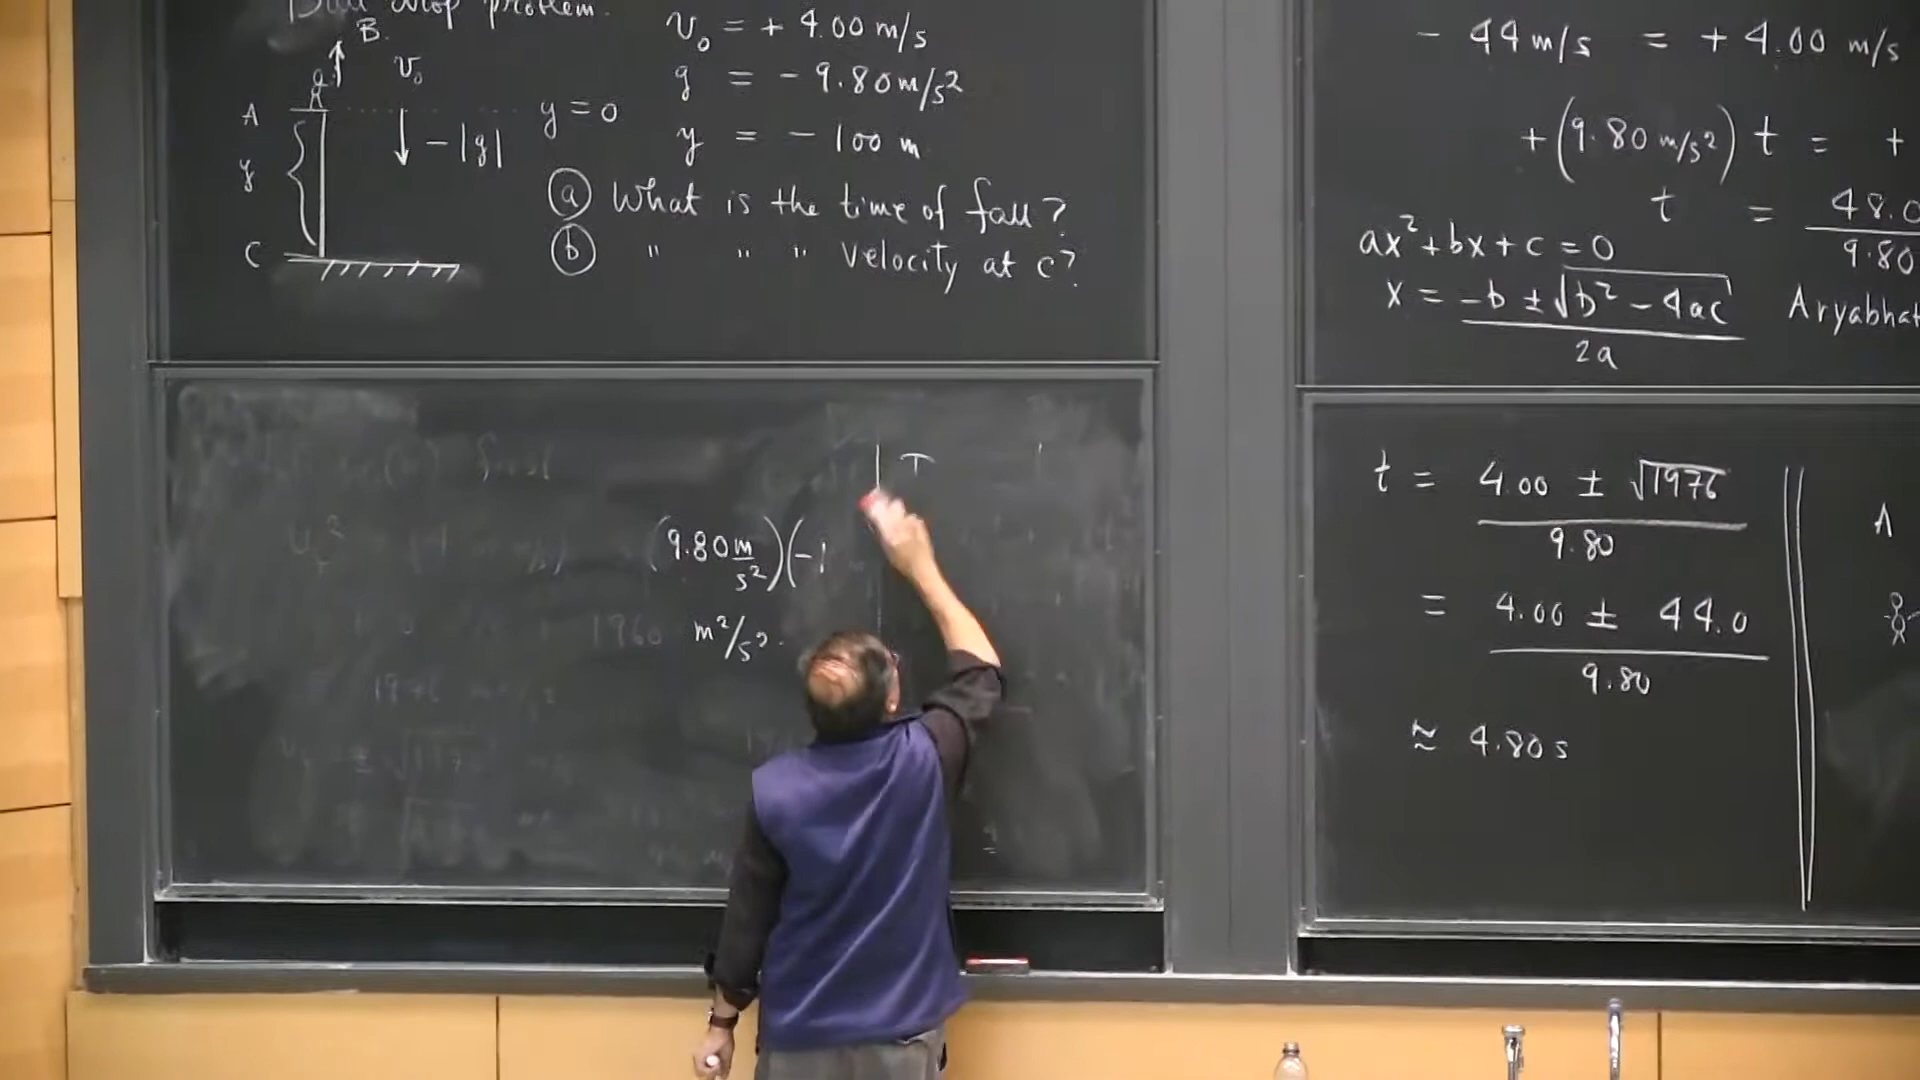 Ball drop problem.
B.
v₀
A
y = 0
- |g|
y
C
v₀ = + 4.00 m/s
g = - 9.80 m/s²
y = - 100 m
ⓐ What is the time of fall?
ⓑ " " " velocity at C?
- 44 m/s = + 4.00 m/s
+ (9.80 m/s²) t = +
t = 48.0
9.80
ax² + bx + c = 0
x = -b ± √b² - 4ac
2a
Aryabhat
(9.80 m/s²)(-1
1960 m²/s²
t = 4.00 ± √1976
9.80
= 4.00 ± 44.0
9.80
≈ 4.80 s
A